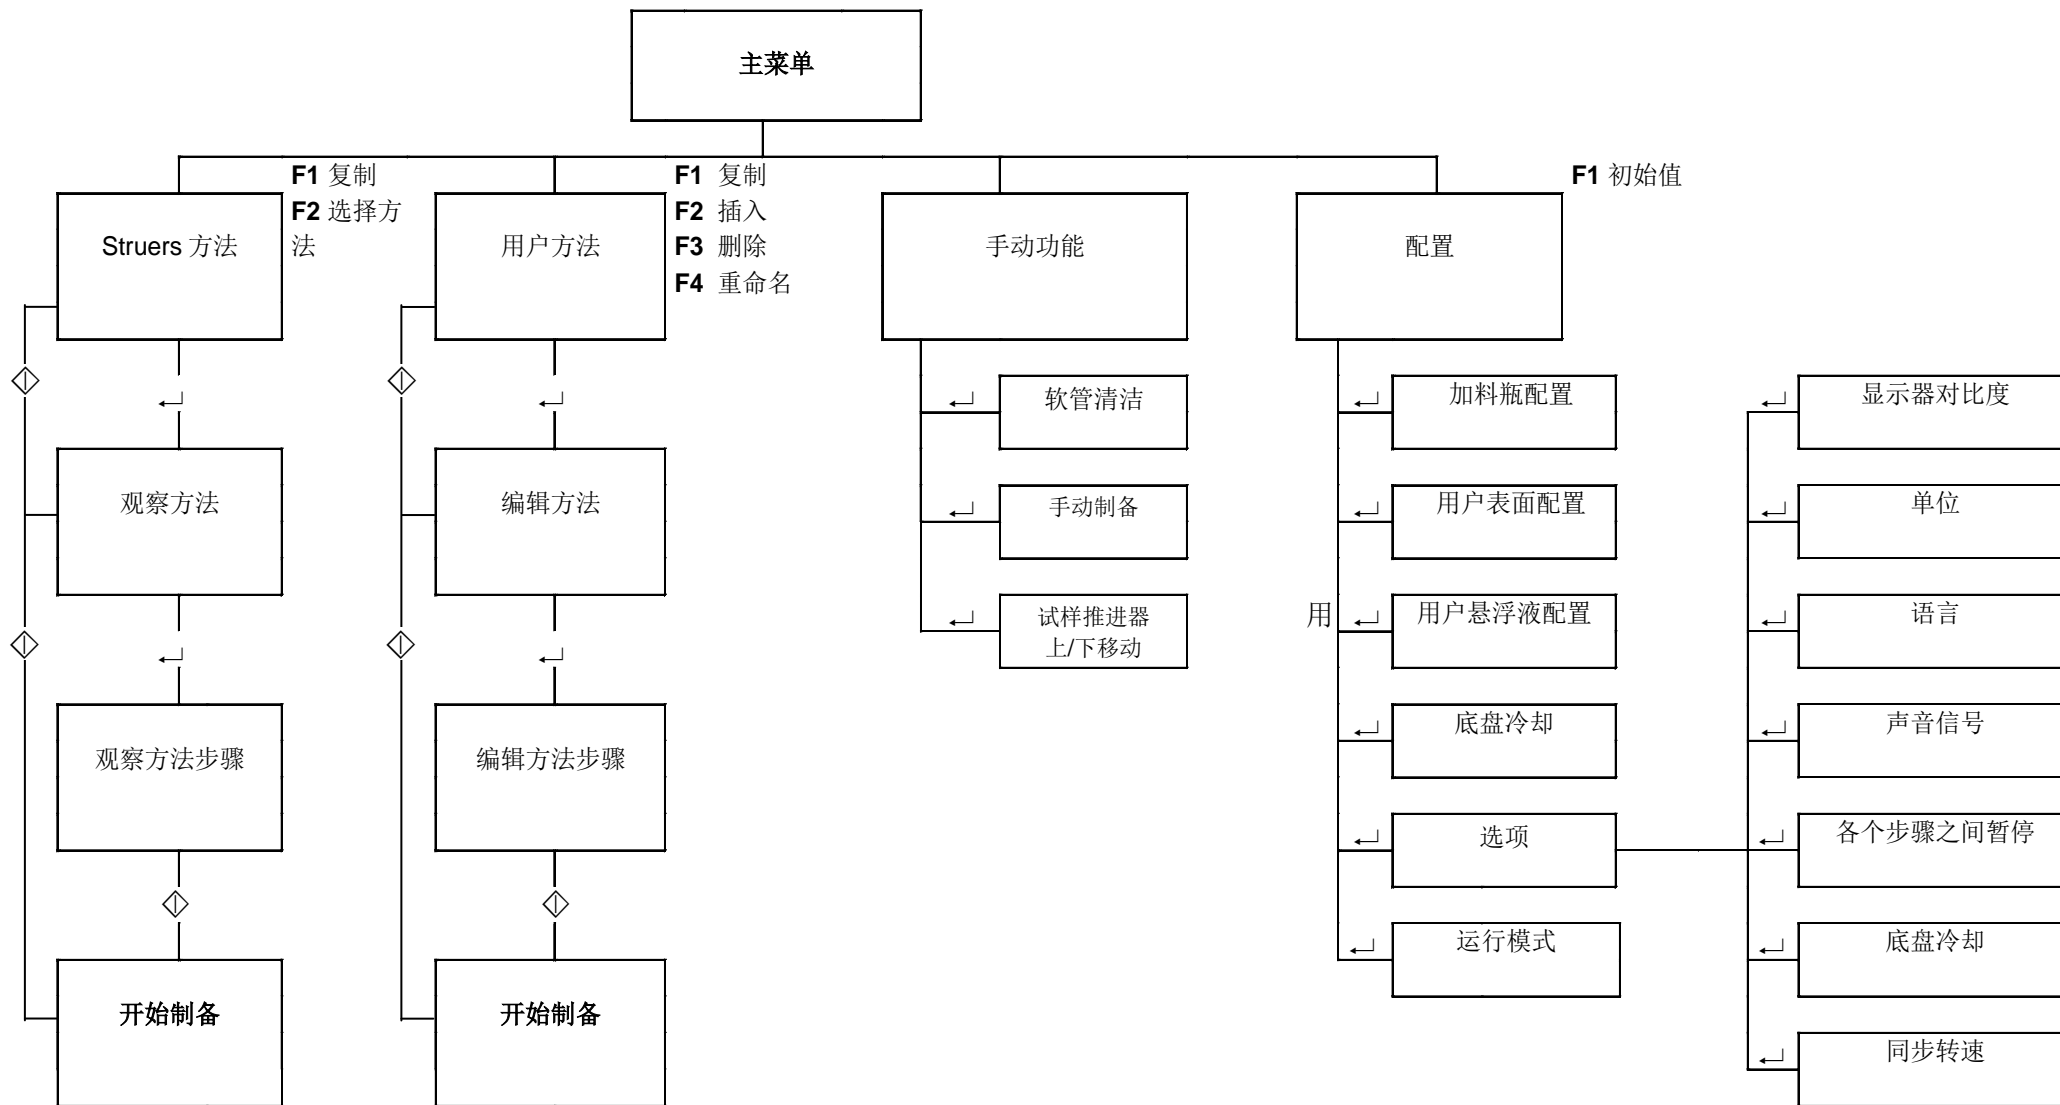 主菜单
F1 复制
F2 选择方
法
F1 复制
F2 插入
F3 删除
F4 重命名
F1 初始值
Struers 方法
用户方法
手动功能
配置
软管清洁
加料瓶配置
显示器对比度
观察方法
编辑方法
手动制备
用户表面配置
单位
试样推进器
上/下移动
用
用户悬浮液配置
语言
观察方法步骤
编辑方法步骤
底盘冷却
声音信号
选项
各个步骤之间暂停
运行模式
底盘冷却
开始制备
开始制备
同步转速